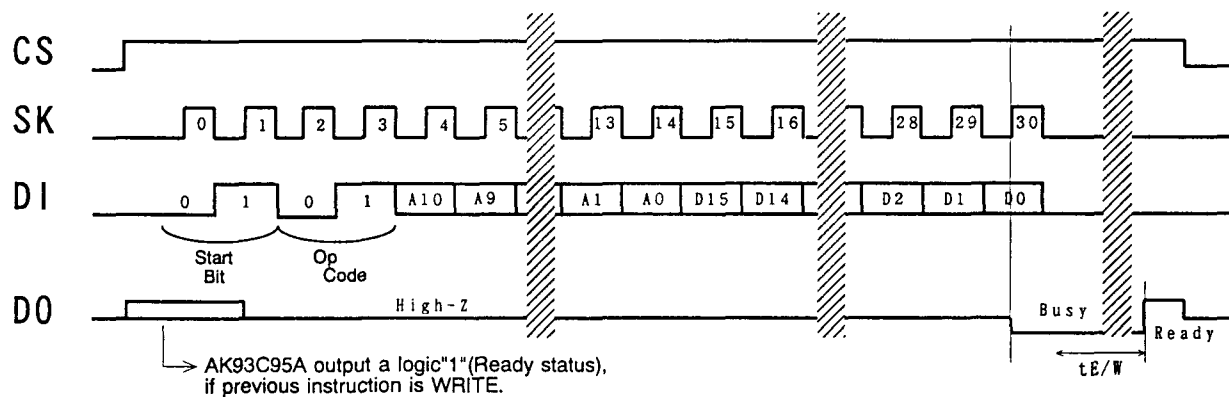 CS
SK 0 1 2 3 4 5 13 14 15 16 28 29 30
DI 0 1 0 1 A10 A9 A1 A0 D15 D14 D2 D1 D0
Start Op
Bit Code
DO High-Z Busy Ready
AK93C95A output a logic"1"(Ready status),
if previous instruction is WRITE.
tE/W